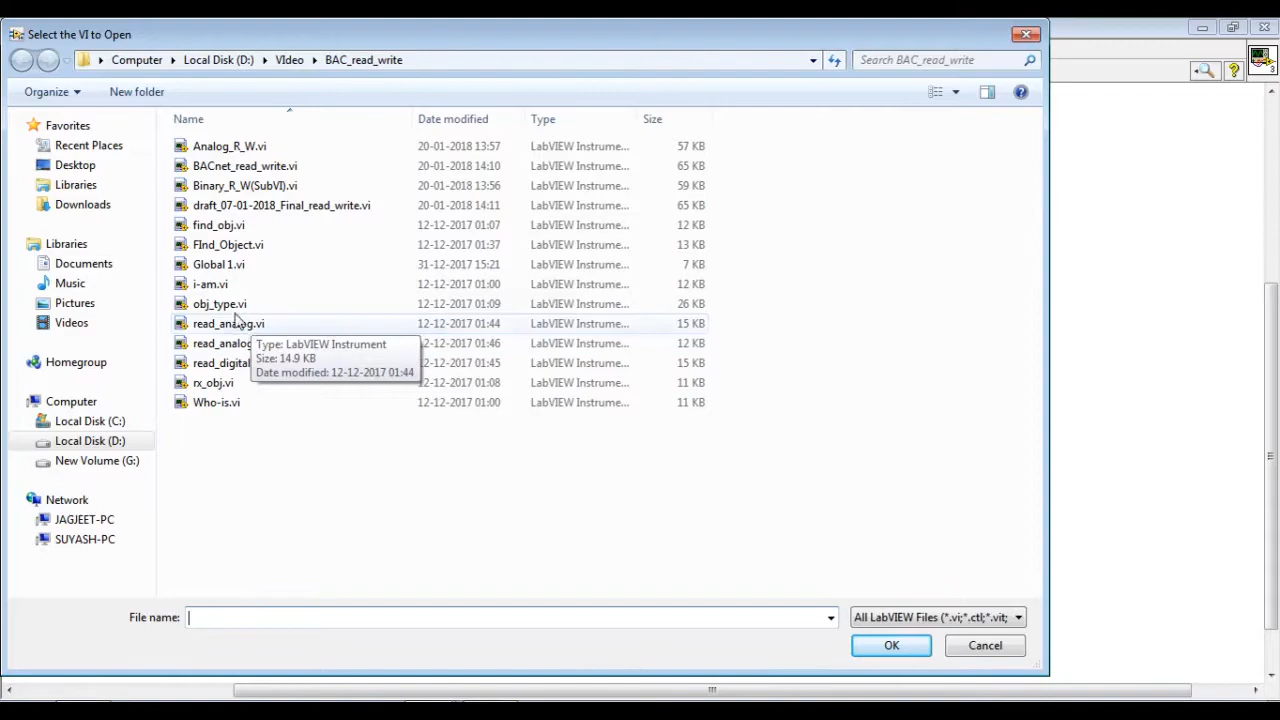 Select the VI to Open
Computer Local Disk (D:) VIdeo BAC_read_write
Search BAC_read_write
Organize New folder
Name Date modified Type Size
Favorites
Recent Places
Desktop
Libraries
Downloads
Libraries
Documents
Music
Pictures
Videos
Homegroup
Computer
Local Disk (C:)
Local Disk (D:)
New Volume (G:)
Network
JAGJEET-PC
SUYASH-PC
Analog_R_W.vi 20-01-2018 13:57 LabVIEW Instrume... 57 KB
BACnet_read_write.vi 20-01-2018 14:10 LabVIEW Instrume... 65 KB
Binary_R_W(SubVI).vi 20-01-2018 13:56 LabVIEW Instrume... 59 KB
draft_07-01-2018_Final_read_write.vi 20-01-2018 14:11 LabVIEW Instrume... 65 KB
find_obj.vi 12-12-2017 01:07 LabVIEW Instrume... 12 KB
FInd_Object.vi 12-12-2017 01:37 LabVIEW Instrume... 13 KB
Global 1.vi 31-12-2017 15:21 LabVIEW Instrume... 7 KB
i-am.vi 12-12-2017 01:00 LabVIEW Instrume... 12 KB
obj_type.vi 12-12-2017 01:09 LabVIEW Instrume... 26 KB
read_analog.vi 12-12-2017 01:44 LabVIEW Instrume... 15 KB
read_analog 12-12-2017 01:46 LabVIEW Instrume... 12 KB
read_digital 12-12-2017 01:45 LabVIEW Instrume... 15 KB
rx_obj.vi 12-12-2017 01:08 LabVIEW Instrume... 11 KB
Who-is.vi 12-12-2017 01:00 LabVIEW Instrume... 11 KB
Type: LabVIEW Instrument
Size: 14.9 KB
Date modified: 12-12-2017 01:44
File name:
All LabVIEW Files (*.vi;*.ctl;*.vit;
OK Cancel
3